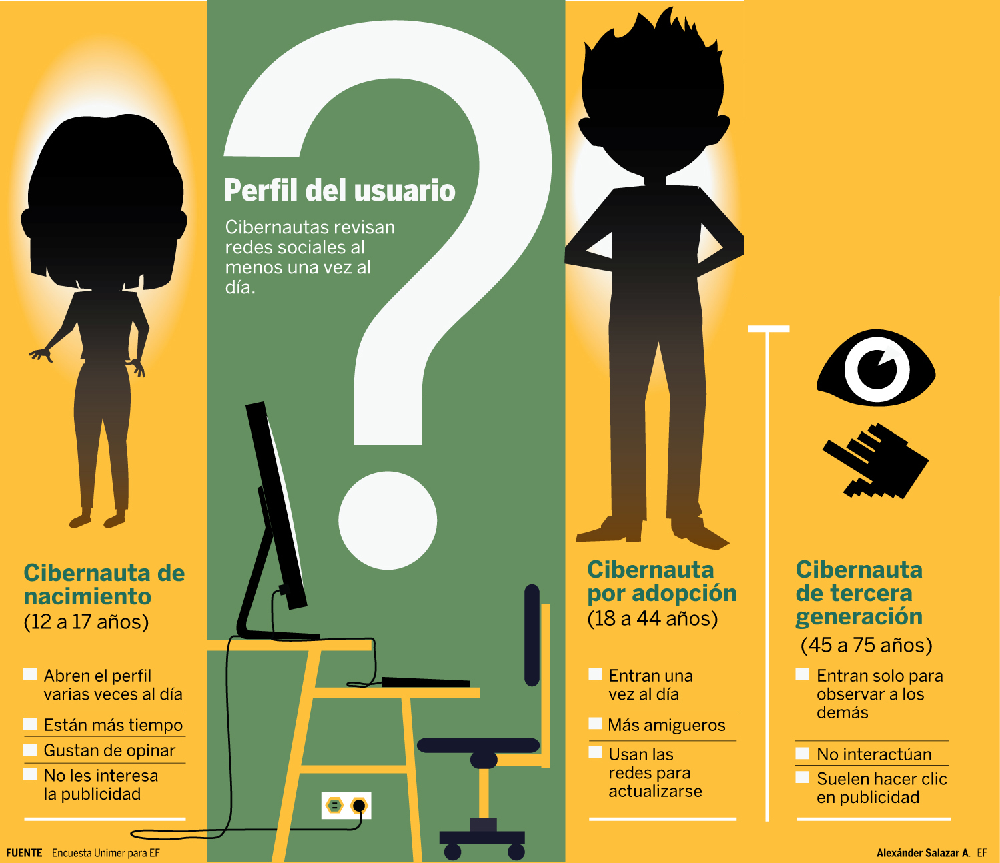 Perfil del usuario
Cibernautas revisan
redes sociales al
menos una vez al
día.
Cibernauta de
nacimiento
(12 a 17 años)
Abren el perfil
varias veces al día
Están más tiempo
Gustan de opinar
No les interesa
la publicidad
Cibernauta
por adopción
(18 a 44 años)
Entran una
vez al día
Más amigueros
Usan las
redes para
actualizarse
Cibernauta
de tercera
generación
(45 a 75 años)
Entran solo para
observar a los
demás
No interactúan
Suelen hacer clic
en publicidad
FUENTE Encuesta Unimer para EF
Alexánder Salazar A. EF